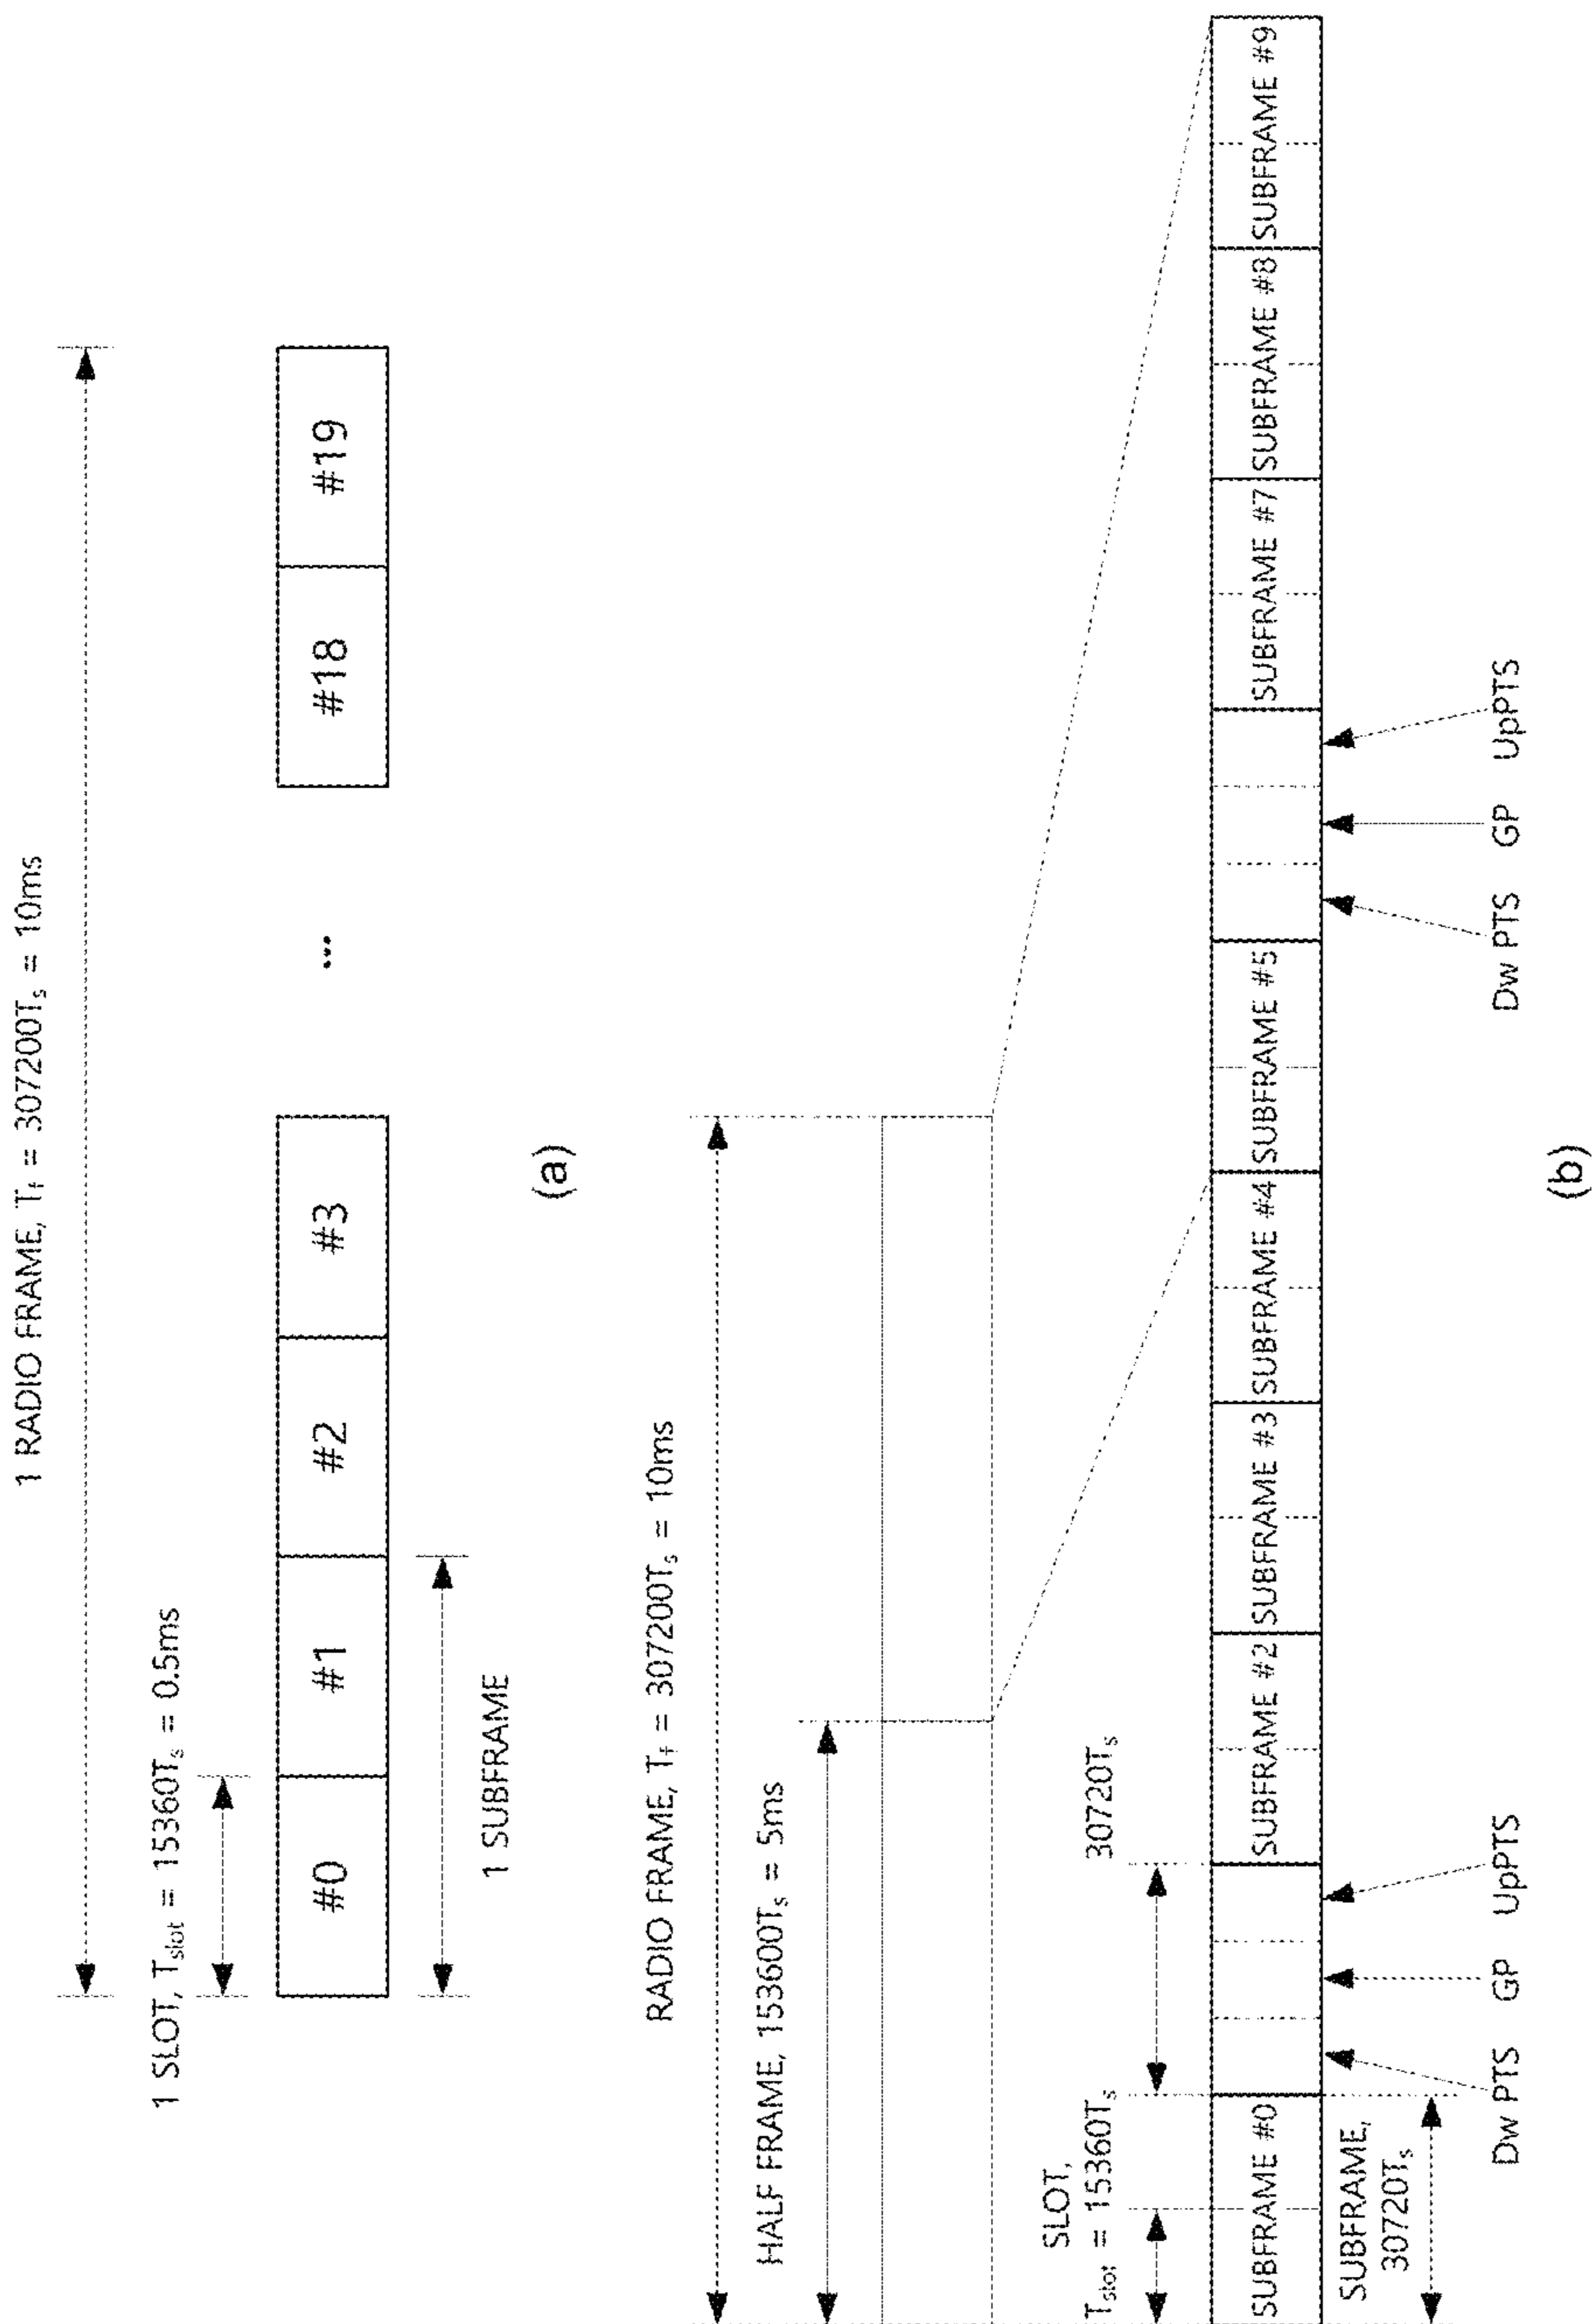 1 RADIO FRAME, Tf = 307200Ts = 10ms
1 SLOT, Tslot = 15360Ts = 0.5ms
#0 #1 #2 #3 ... #18 #19
1 SUBFRAME
(a)
RADIO FRAME, Tf = 307200Ts = 10ms
HALF FRAME, 153600Ts = 5ms
SLOT,
Tslot = 15360Ts
30720Ts
SUBFRAME #0 SUBFRAME #2 SUBFRAME #3 SUBFRAME #4 SUBFRAME #5 SUBFRAME #7 SUBFRAME #8 SUBFRAME #9
SUBFRAME,
30720Ts
Dw PTS GP UpPTS Dw PTS GP UpPTS
(b)